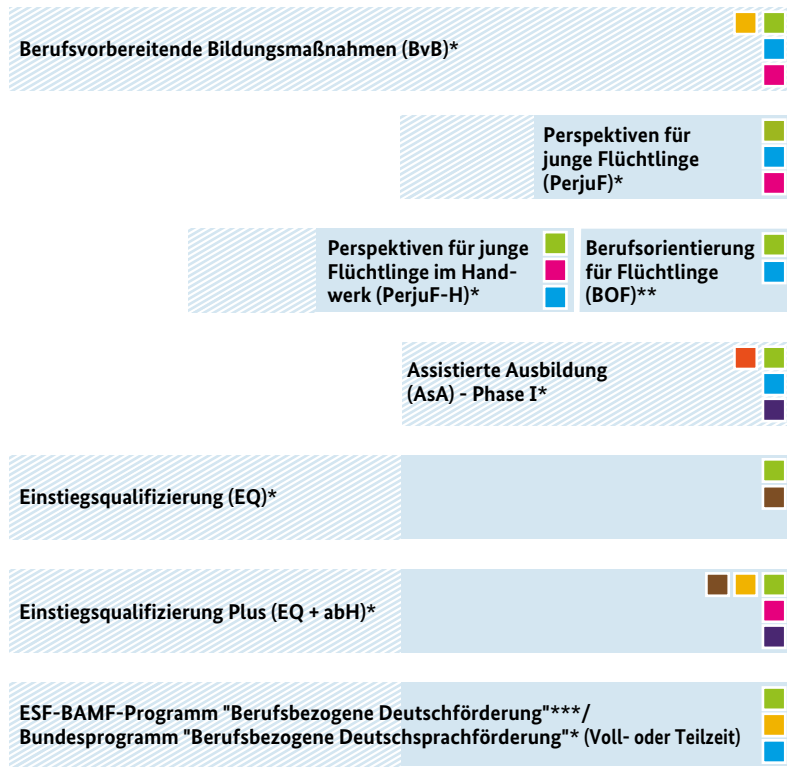 Berufsvorbereitende Bildungsmaßnahmen (BvB)*
Perspektiven für
junge Flüchtlinge
(PerjuF)*
Perspektiven für junge
Flüchtlinge im Hand-
werk (PerjuF-H)*
Berufsorientierung
für Flüchtlinge
(BOF)**
Assistierte Ausbildung
(AsA) - Phase I*
Einstiegsqualifizierung (EQ)*
Einstiegsqualifizierung Plus (EQ + abH)*
ESF-BAMF-Programm "Berufsbezogene Deutschförderung"***/
Bundesprogramm "Berufsbezogene Deutschsprachförderung"* (Voll- oder Teilzeit)